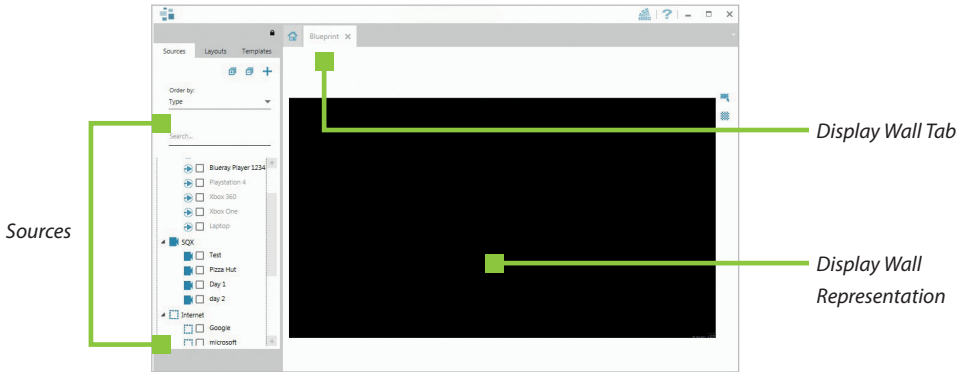 ?
Blueprint
Sources Layouts Templates
Order by:
Type
Search...
Blueray Player 1234
Playstation 4
Xbox 360
Xbox One
Laptop
SQX
Test
Pizza Hut
Day 1
day 2
Internet
Google
microsoft
Sources
Display Wall Tab
Display Wall
Representation